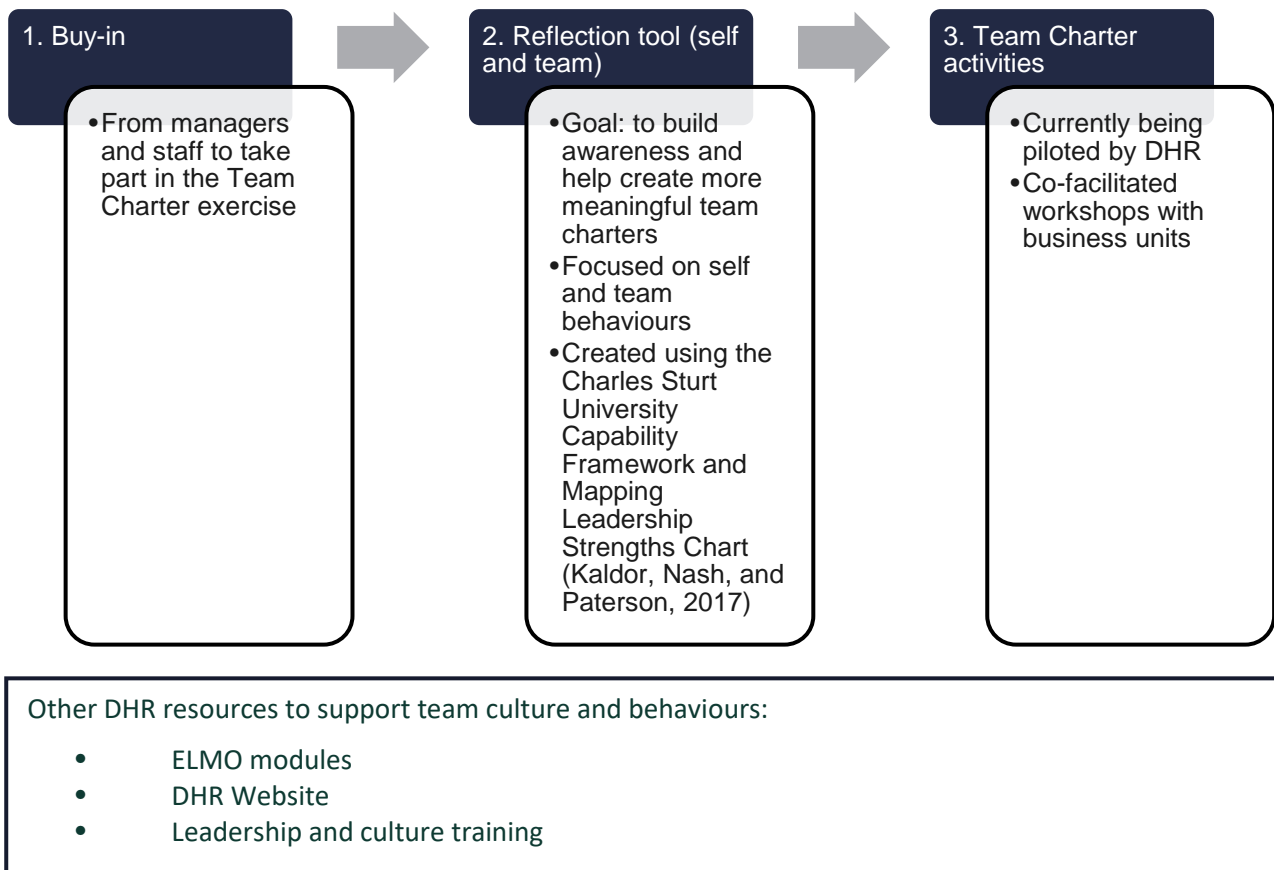 1. Buy-in
•From managers
and staff to take
part in the Team
Charter exercise
2. Reflection tool (self
and team)
•Goal: to build
awareness and
help create more
meaningful team
charters
•Focused on self
and team
behaviours
•Created using the
Charles Sturt
University
Capability
Framework and
Mapping
Leadership
Strengths Chart
(Kaldor, Nash, and
Paterson, 2017)
3. Team Charter
activities
•Currently being
piloted by DHR
•Co-facilitated
workshops with
business units
Other DHR resources to support team culture and behaviours:
• ELMO modules
• DHR Website
• Leadership and culture training